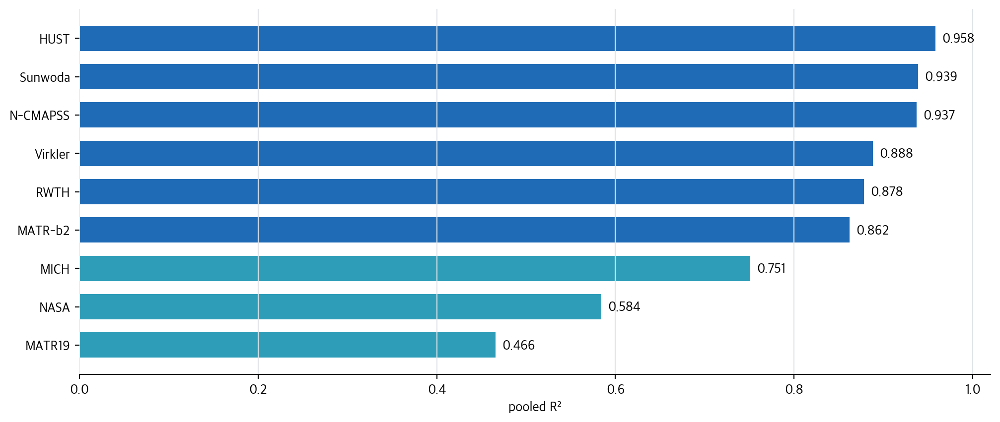 HUST 0.958
Sunwoda 0.939
N-CMAPSS 0.937
Virkler 0.888
RWTH 0.878
MATR-b2 0.862
MICH 0.751
NASA 0.584
MATR19 0.466
0.0 0.2 0.4 0.6 0.8 1.0
pooled R²